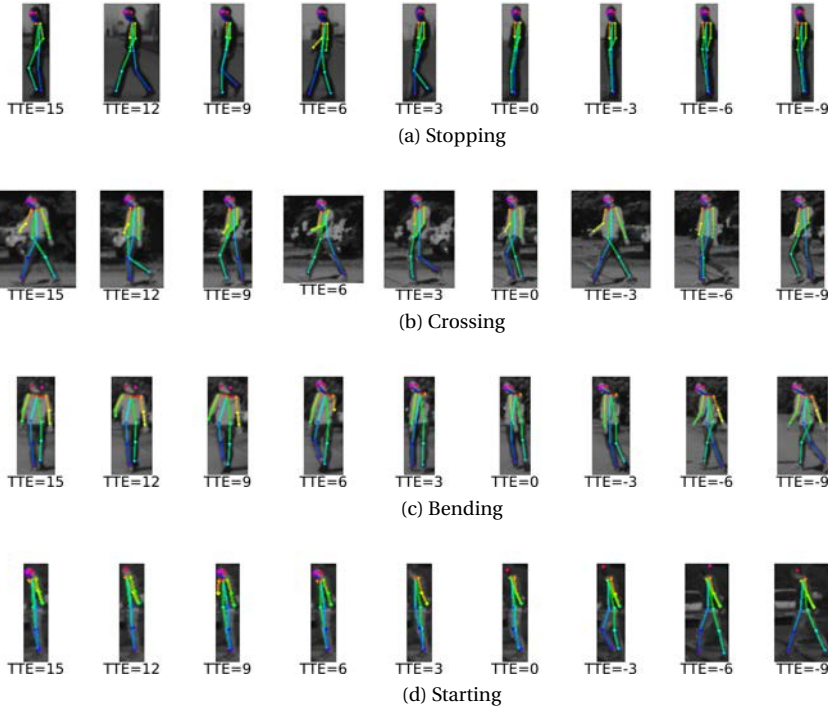 TTE=15 TTE=12 TTE=9 TTE=6 TTE=3 TTE=0 TTE=-3 TTE=-6 TTE=-9
(a) Stopping
TTE=15 TTE=12 TTE=9 TTE=6 TTE=3 TTE=0 TTE=-3 TTE=-6 TTE=-9
(b) Crossing
TTE=15 TTE=12 TTE=9 TTE=6 TTE=3 TTE=0 TTE=-3 TTE=-6 TTE=-9
(c) Bending
TTE=15 TTE=12 TTE=9 TTE=6 TTE=3 TTE=0 TTE=-3 TTE=-6 TTE=-9
(d) Starting